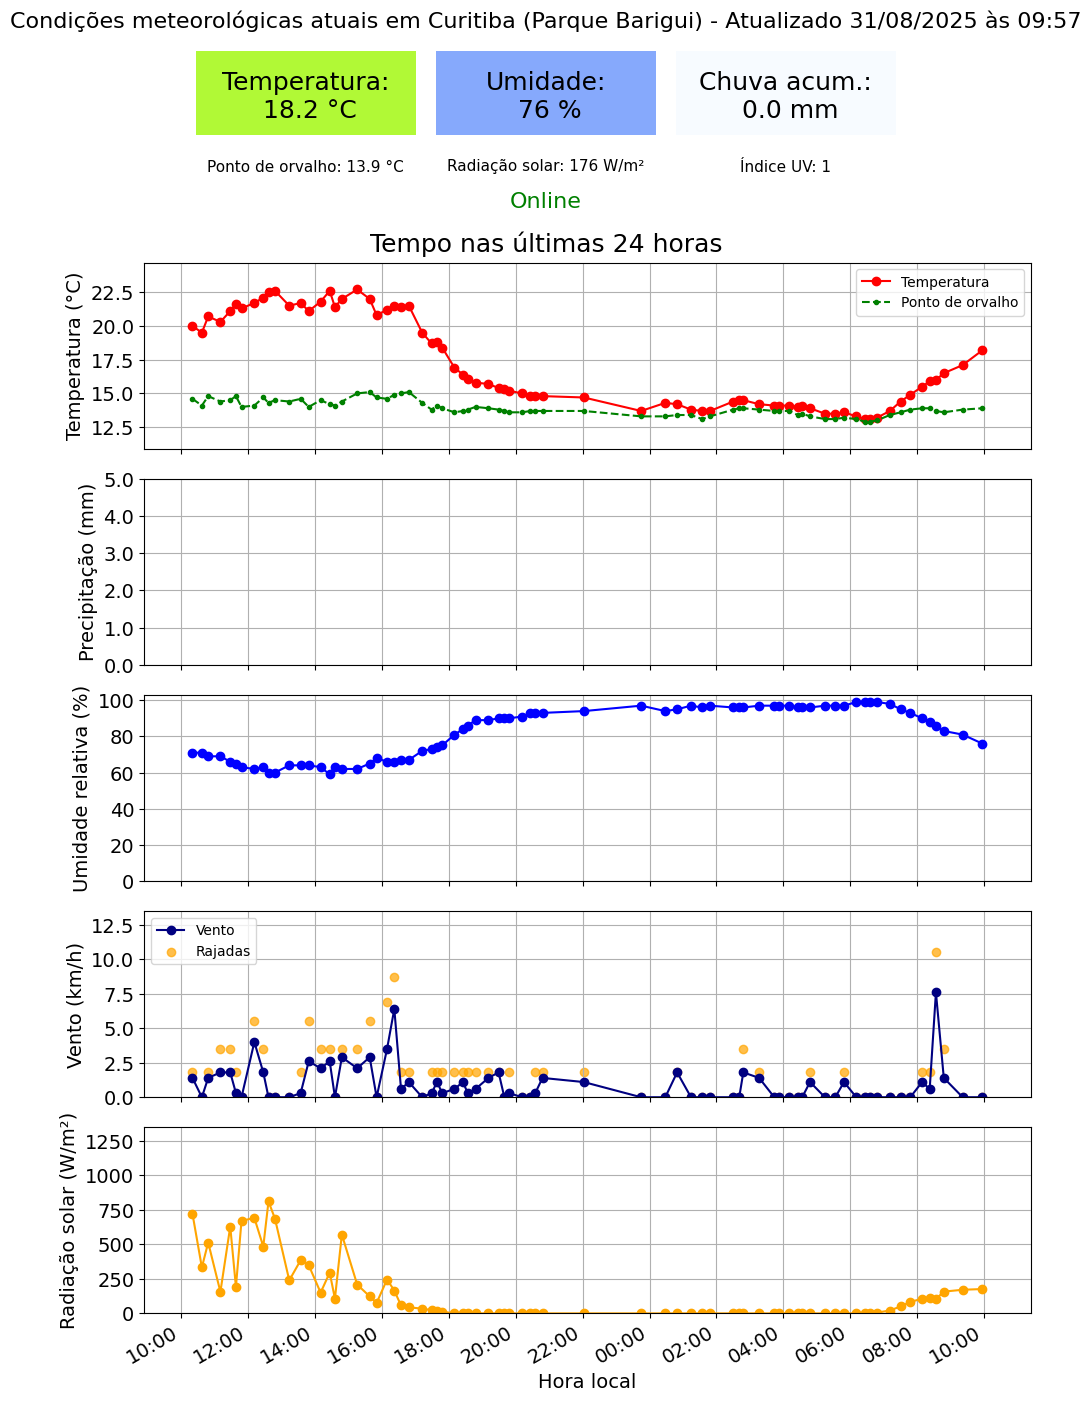 Condições meteorológicas atuais em Curitiba (Parque Barigui) - Atualizado 31/08/2025 às 09:57
Temperatura:
18.2 °C
Umidade:
76 %
Chuva acum.:
0.0 mm
Ponto de orvalho: 13.9 °C
Radiação solar: 176 W/m²
Índice UV: 1
Online
Tempo nas últimas 24 horas
Temperatura (°C)
22.5
20.0
17.5
15.0
12.5
Temperatura
Ponto de orvalho
Precipitação (mm)
5.0
4.0
3.0
2.0
1.0
0.0
Umidade relativa (%)
100
80
60
40
20
0
Vento (km/h)
12.5
10.0
7.5
5.0
2.5
0.0
Vento
Rajadas
Radiação solar (W/m²)
1250
1000
750
500
250
0
10:00
12:00
14:00
16:00
18:00
20:00
22:00
00:00
02:00
04:00
06:00
08:00
10:00
Hora local